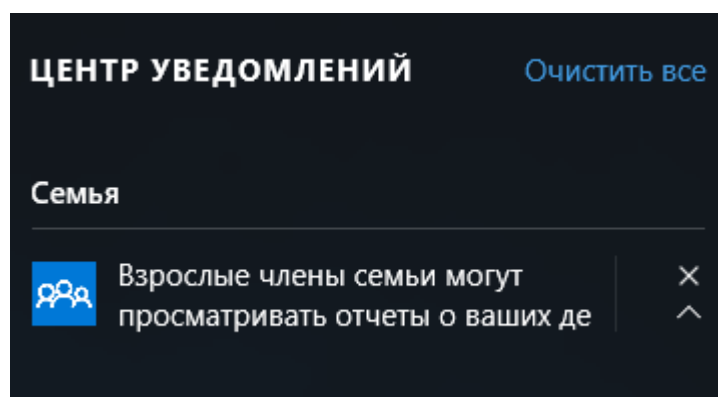 ЦЕНТР УВЕДОМЛЕНИЙ Очистить все
Семья
Взрослые члены семьи могут
просматривать отчеты о ваших де